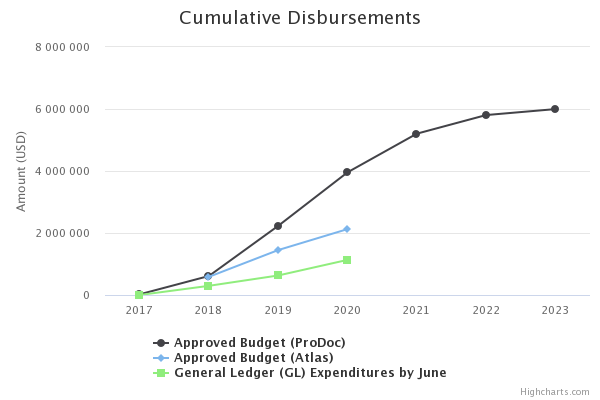 Cumulative Disbursements
8 000 000
6 000 000
4 000 000
2 000 000
0
Amount (USD)
2017 2018 2019 2020 2021 2022 2023
Approved Budget (ProDoc)
Approved Budget (Atlas)
General Ledger (GL) Expenditures by June
Highcharts.com